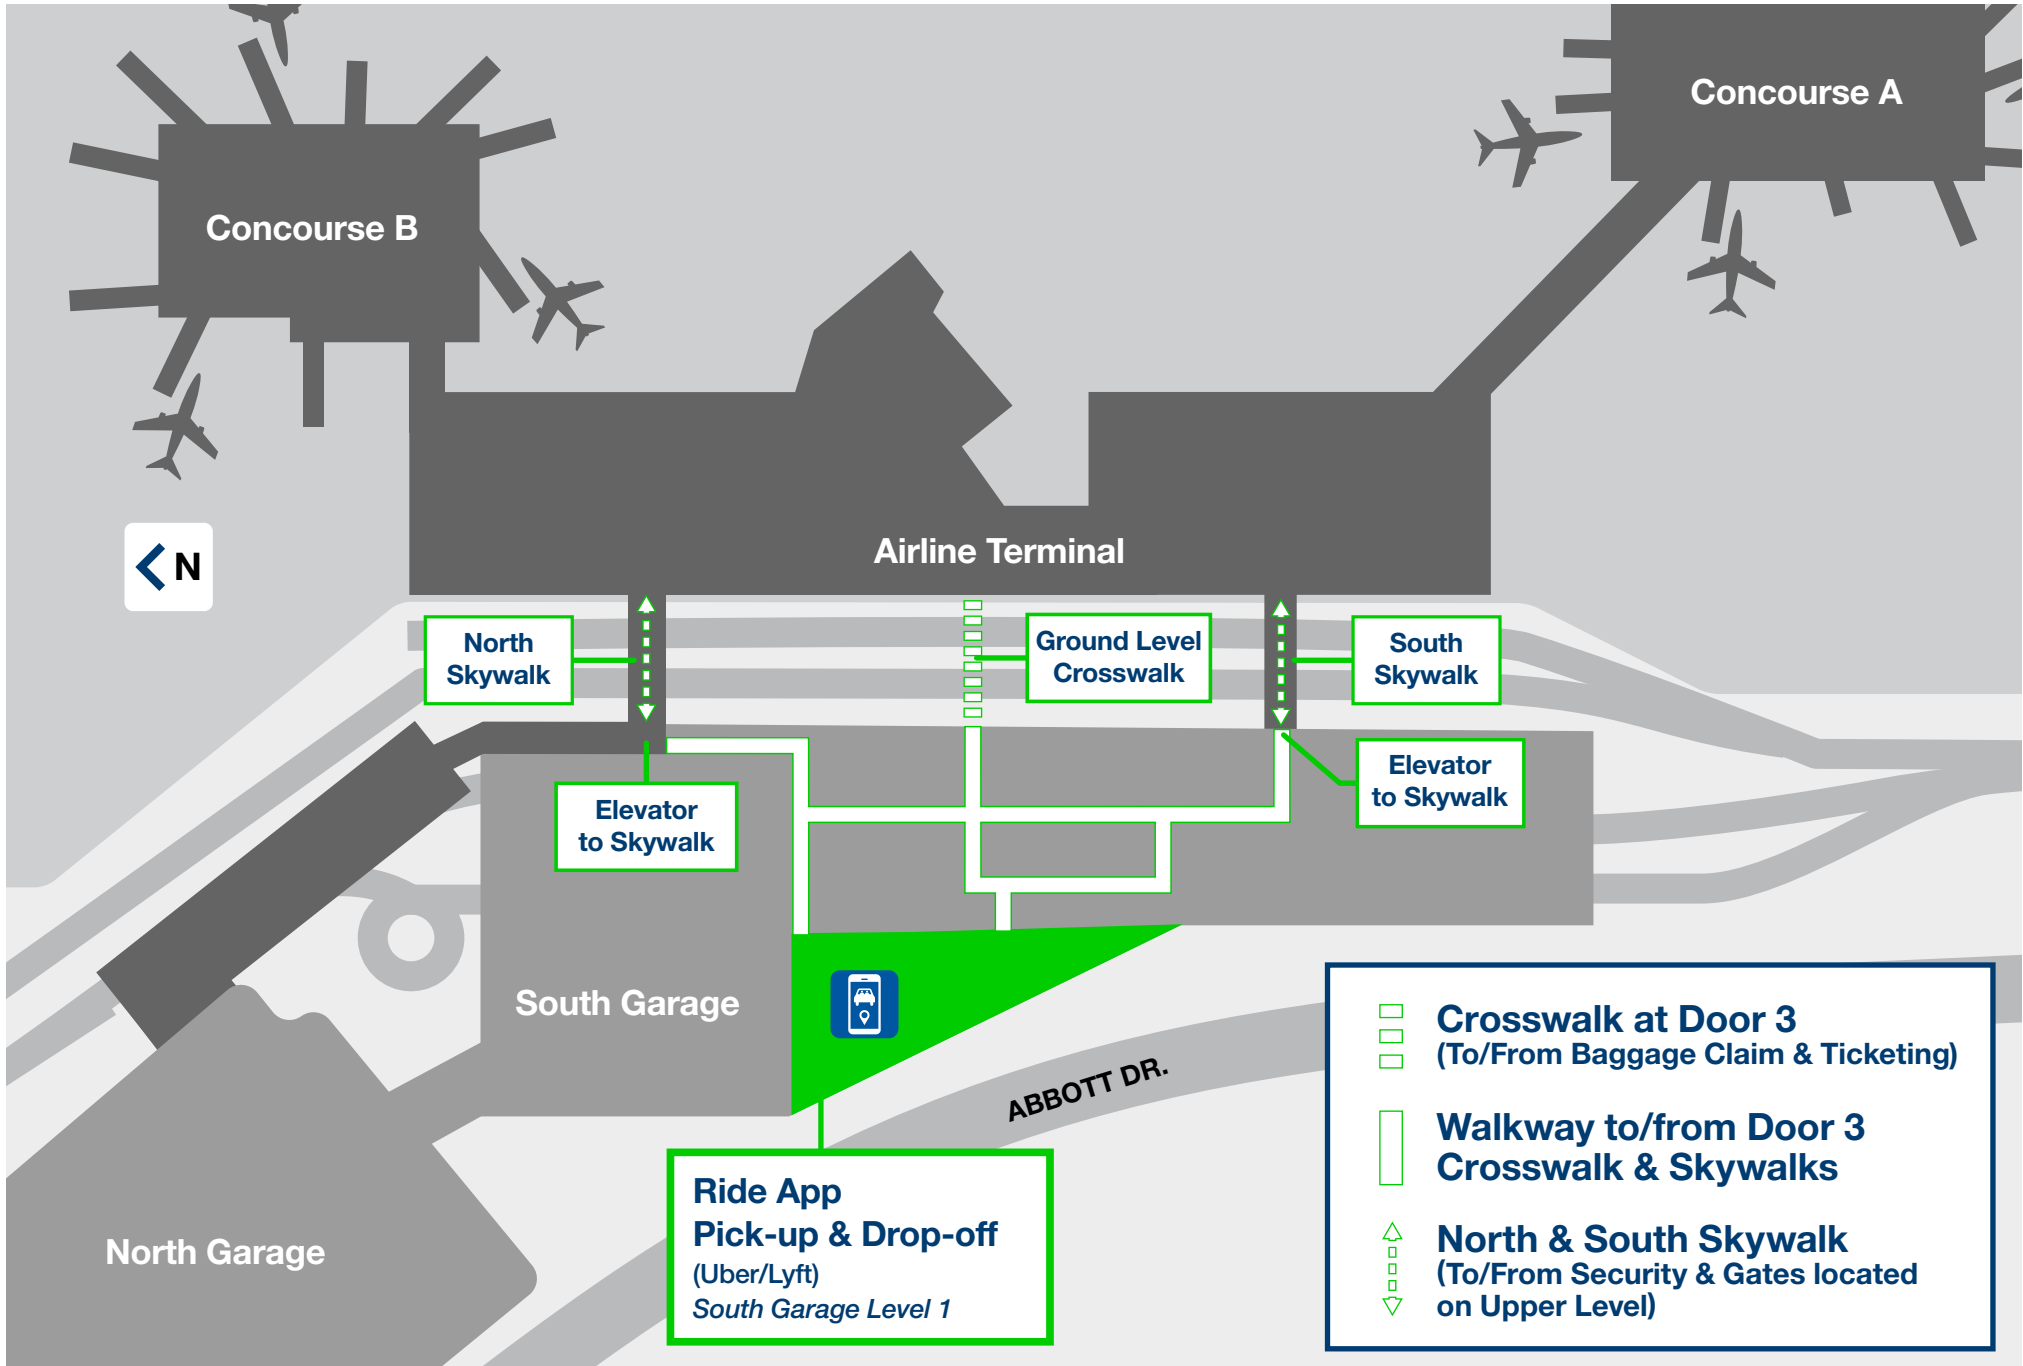 Concourse A
Concourse B
N
Airline Terminal
North
Skywalk
Ground Level
Crosswalk
South
Skywalk
Elevator
to Skywalk
Elevator
to Skywalk
South Garage
ABBOTT DR.
North Garage
Ride App
Pick-up & Drop-off
(Uber/Lyft)
South Garage Level 1
Crosswalk at Door 3
(To/From Baggage Claim & Ticketing)
Walkway to/from Door 3
Crosswalk & Skywalks
North & South Skywalk
(To/From Security & Gates located
on Upper Level)